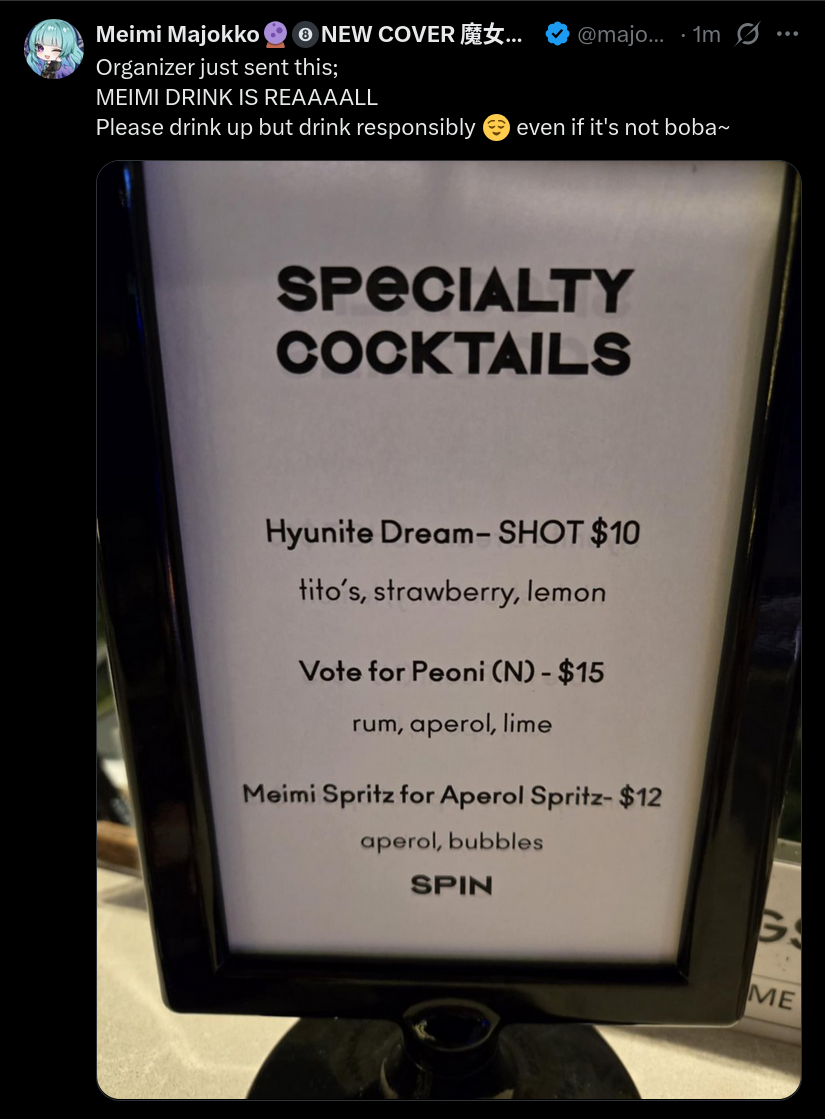 Meimi Majokko🔮🎱NEW COVER 魔女... @majo... · 1m
Organizer just sent this;
MEIMI DRINK IS REAAAALL
Please drink up but drink responsibly 😌 even if it's not boba~
SPeCIALTY
COCKTAILS
Hyunite Dream– SHOT $10
tito's, strawberry, lemon
Vote for Peoni (N) - $15
rum, aperol, lime
Meimi Spritz for Aperol Spritz- $12
aperol, bubbles
SPIN
GS
ME